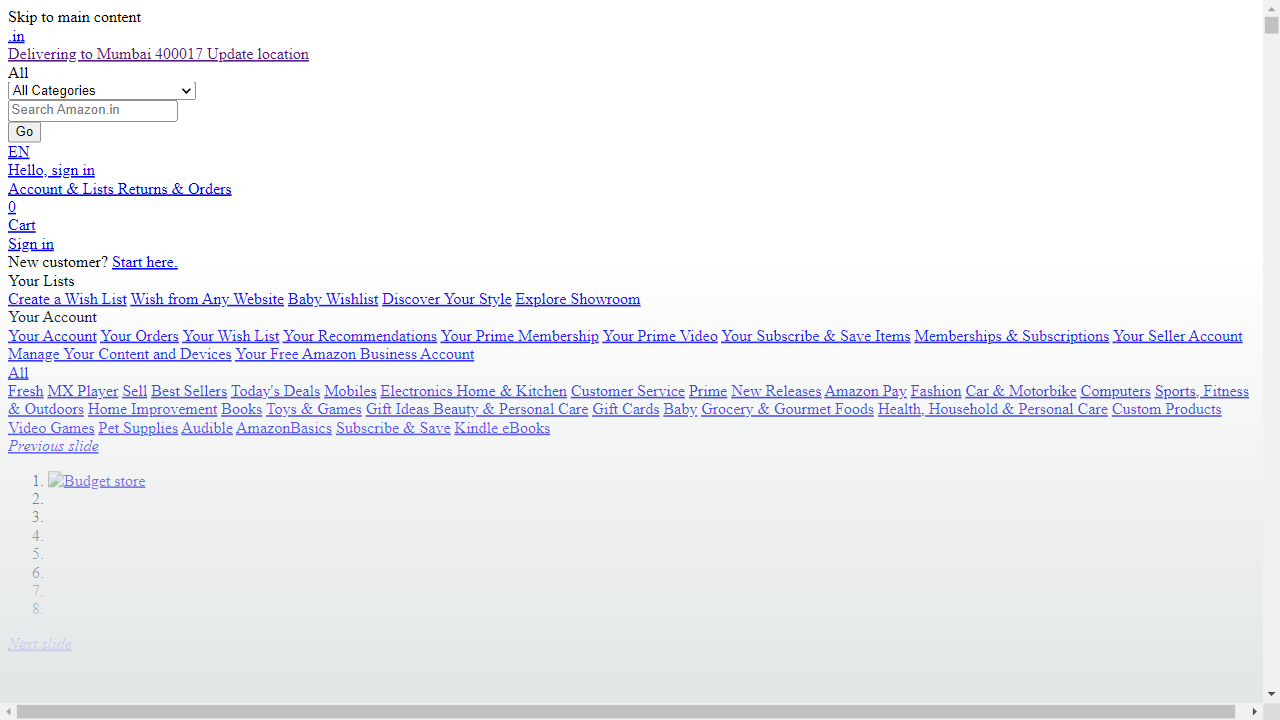 Skip to main content
.in
Delivering to Mumbai 400017 Update location
All
All Categories
Search Amazon.in
Go
EN
Hello, sign in
Account & Lists Returns & Orders
0
Cart
Sign in
New customer? Start here.
Your Lists
Create a Wish List Wish from Any Website Baby Wishlist Discover Your Style Explore Showroom
Your Account
Your Account Your Orders Your Wish List Your Recommendations Your Prime Membership Your Prime Video Your Subscribe & Save Items Memberships & Subscriptions Your Seller Account
Manage Your Content and Devices Your Free Amazon Business Account
All
Fresh MX Player Sell Best Sellers Today's Deals Mobiles Electronics Home & Kitchen Customer Service Prime New Releases Amazon Pay Fashion Car & Motorbike Computers Sports, Fitness
& Outdoors Home Improvement Books Toys & Games Gift Ideas Beauty & Personal Care Gift Cards Baby Grocery & Gourmet Foods Health, Household & Personal Care Custom Products
Video Games Pet Supplies Audible AmazonBasics Subscribe & Save Kindle eBooks
Previous slide
1. Budget store
2.
3.
4.
5.
6.
7.
8.
Next slide